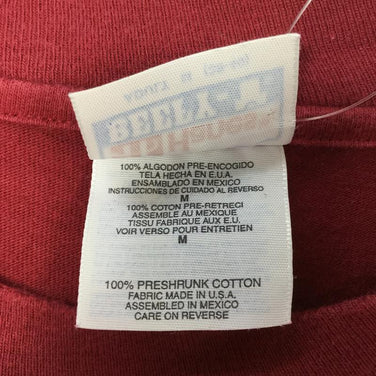 BEEFY-T
100% ALGODON PRE-ENCOGIDO
TELA HECHA EN E.U.A.
ENSAMBLADO EN MEXICO
INSTRUCCIONES DE CUIDADO AL REVERSO
M
100% COTON PRE-RETRECI
ASSEMBLE AU MEXIQUE
TISSU FABRIQUE AUX E.U.
VOIR VERSO POUR ENTRETIEN
M
100% PRESHRUNK COTTON
FABRIC MADE IN U.S.A.
ASSEMBLED IN MEXICO
CARE ON REVERSE